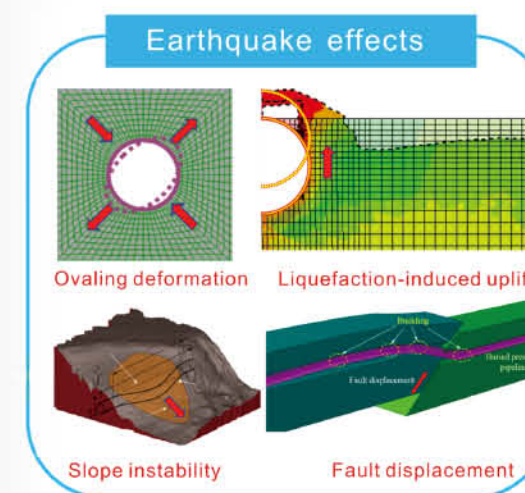 Earthquake effects
Ovaling deformation
Liquefaction-induced uplif
Buckling
Fault displacement
Slope instability
Fault displacement